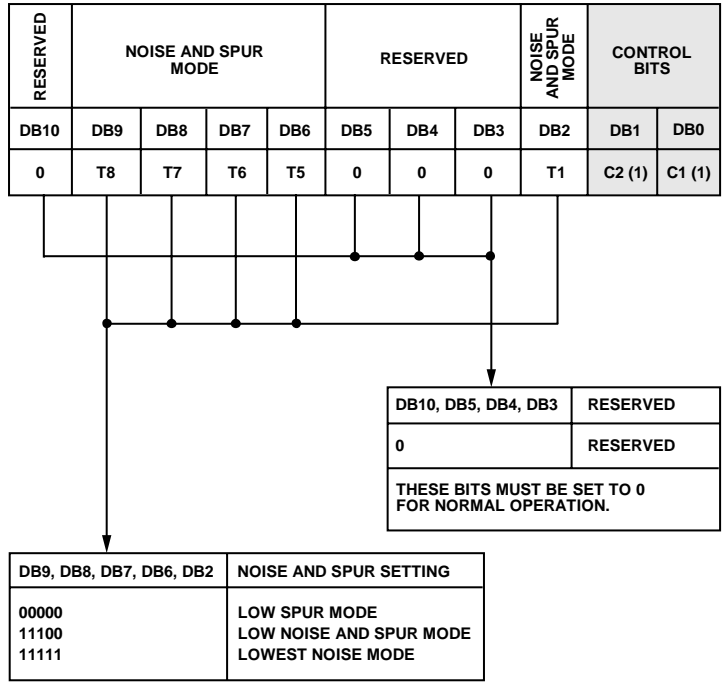 RESERVED
NOISE AND SPUR
MODE
RESERVED
NOISE
AND SPUR
MODE
CONTROL
BITS
DB10 DB9 DB8 DB7 DB6 DB5 DB4 DB3 DB2 DB1 DB0
0 T8 T7 T6 T5 0 0 0 T1 C2 (1) C1 (1)
DB10, DB5, DB4, DB3 RESERVED
0 RESERVED
THESE BITS MUST BE SET TO 0
FOR NORMAL OPERATION.
DB9, DB8, DB7, DB6, DB2 NOISE AND SPUR SETTING
00000 LOW SPUR MODE
11100 LOW NOISE AND SPUR MODE
11111 LOWEST NOISE MODE